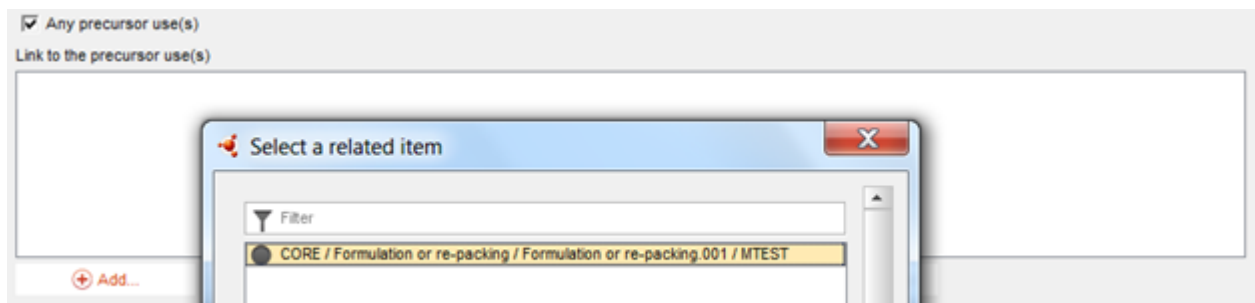 Any precursor use(s)
Link to the precursor use(s)
Select a related item
Filter
CORE / Formulation or re-packing / Formulation or re-packing.001 / MTEST
Add...